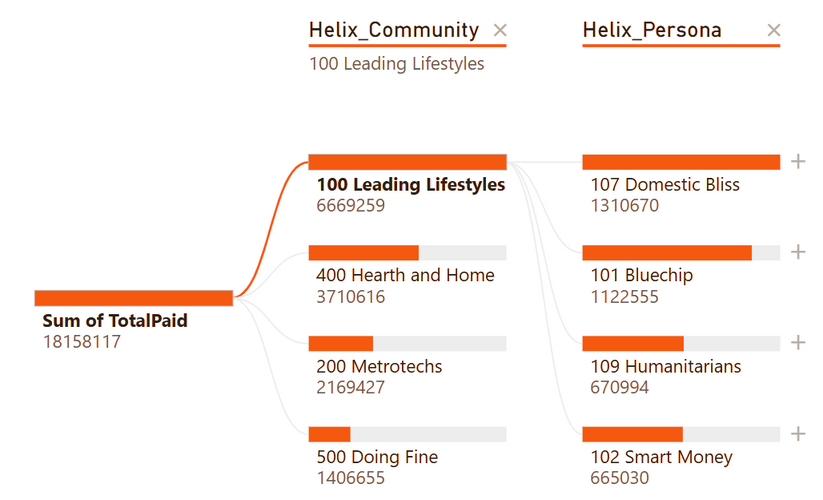 Helix_Community ×
Helix_Persona ×
100 Leading Lifestyles
100 Leading Lifestyles
6669259
107 Domestic Bliss
1310670
+
400 Hearth and Home
3710616
101 Bluechip
1122555
+
Sum of TotalPaid
18158117
200 Metrotechs
2169427
109 Humanitarians
670994
+
500 Doing Fine
1406655
102 Smart Money
665030
+